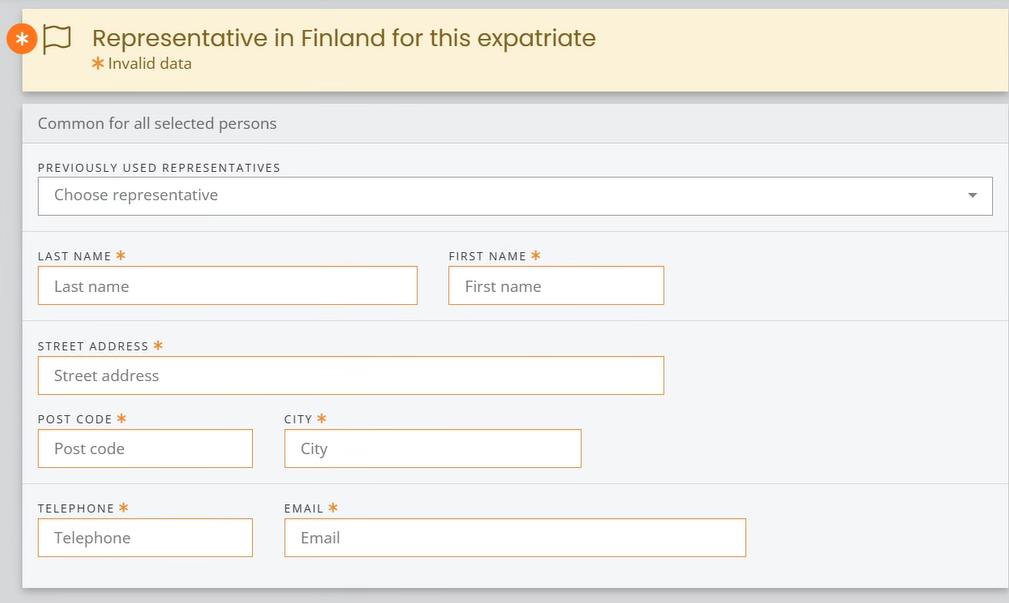 Representative in Finland for this expatriate
* Invalid data
Common for all selected persons
PREVIOUSLY USED REPRESENTATIVES
Choose representative
LAST NAME * FIRST NAME *
Last name First name
STREET ADDRESS *
Street address
POST CODE * CITY *
Post code City
TELEPHONE * EMAIL *
Telephone Email